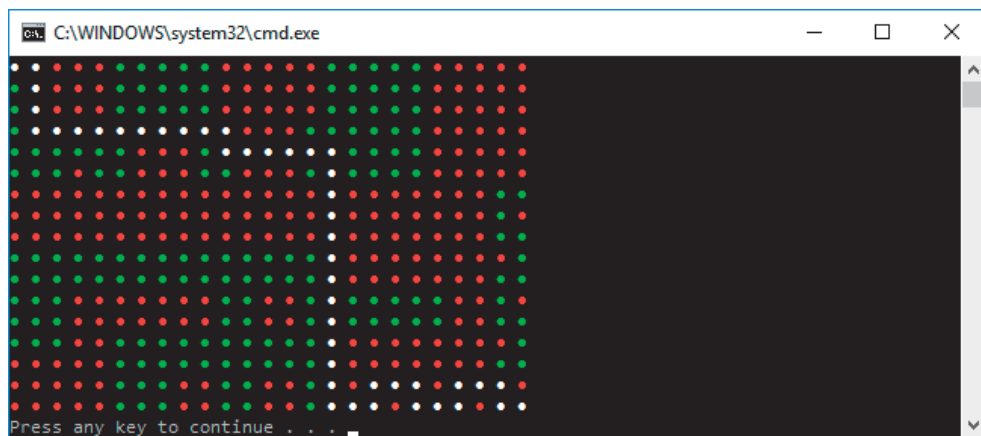 C:\WINDOWS\system32\cmd.exe
Press any key to continue . . .